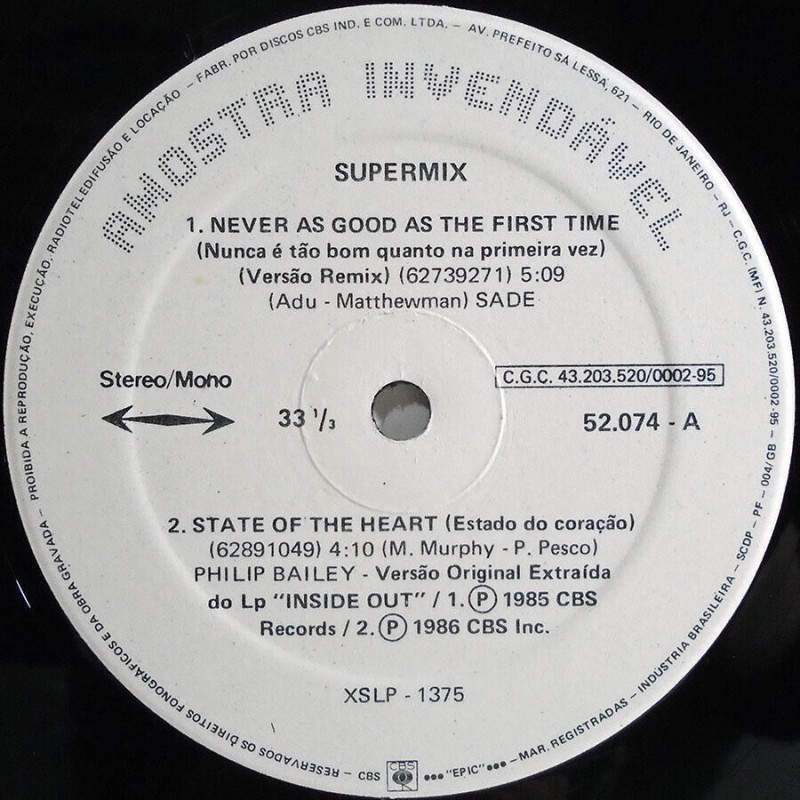 FABR. POR DISCOS CBS IND. E COM. LTDA. - AV. PREFEITO SÁ LESSA, 621 - RIO DE JANEIRO - RJ - C.G.C. (MF) N. 43.203.520/0002-95 - PF - 004/GB - SCDP - INDÚSTRIA BRASILEIRA - MAR. REGISTRADAS - "EPIC" CBS CBS - RESERVADOS OS DIREITOS FONOGRÁFICOS E DA OBRA GRAVADA - PROIBIDA A REPRODUÇÃO, EXECUÇÃO, RADIOTELEDIFUSÃO E LOCAÇÃO -
AMOSTRA INVENDÁVEL
SUPERMIX
1. NEVER AS GOOD AS THE FIRST TIME
(Nunca é tão bom quanto na primeira vez)
(Versão Remix) (62739271) 5:09
(Adu - Matthewman) SADE
Stereo/Mono
33 1/3
C.G.C. 43.203.520/0002-95
52.074 - A
2. STATE OF THE HEART (Estado do coração)
(62891049) 4:10 (M. Murphy - P. Pesco)
PHILIP BAILEY - Versão Original Extraída
do Lp "INSIDE OUT" / 1. Ⓟ 1985 CBS
Records / 2. Ⓟ 1986 CBS Inc.
XSLP - 1375